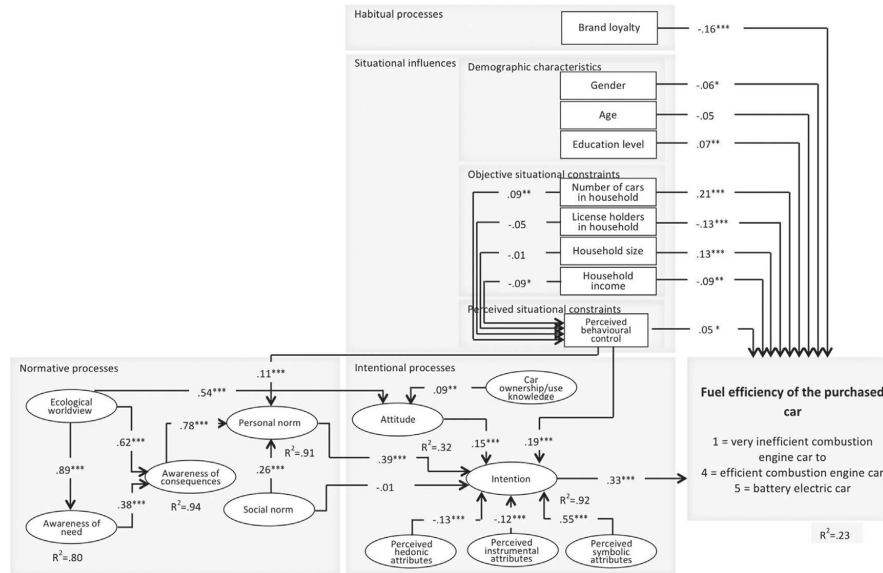 Habitual processes
Brand loyalty
-.16***
Situational influences
Demographic characteristics
Gender
-.06*
Age
-.05
Education level
.07**
Objective situational constraints
.09**
Number of cars
in household
.21***
-.05
License holders
in household
-.13***
-.01
Household size
.13***
-.09*
Household
income
-.09**
Perceived situational constraints
Perceived
behavioural
control
.05 *
Normative processes
Intentional processes
.11***
.54***
Ecological
worldview
.78***
Personal norm
R²=.91
.62***
.89***
Awareness of
consequences
R²=.94
.26***
.38***
Awareness of
need
R²=.80
Social norm
.09**
Car
ownership/use
knowledge
Attitude
R²=.32
.15***
.19***
.39***
-.01
Intention
R²=.92
.33***
-.13***
-.12***
.55***
Perceived
hedonic
attributes
Perceived
instrumental
attributes
Perceived
symbolic
attributes
Fuel efficiency of the purchased
car
1 = very inefficient combustion
engine car to
4 = efficient combustion engine car
5 = battery electric car
R²=.23